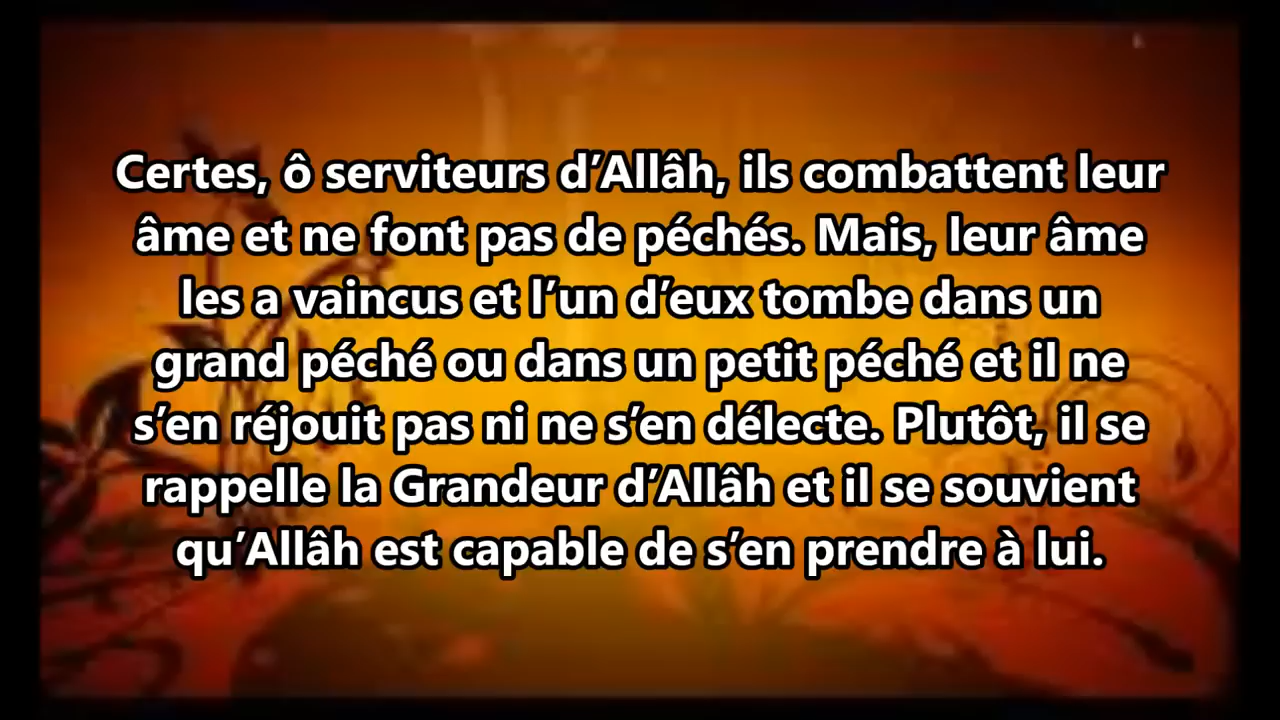 Certes, ô serviteurs d’Allâh, ils combattent leur
âme et ne font pas de péchés. Mais, leur âme
les a vaincus et l’un d’eux tombe dans un
grand péché ou dans un petit péché et il ne
s’en réjouit pas ni ne s’en délecte. Plutôt, il se
rappelle la Grandeur d’Allâh et il se souvient
qu’Allâh est capable de s’en prendre à lui.